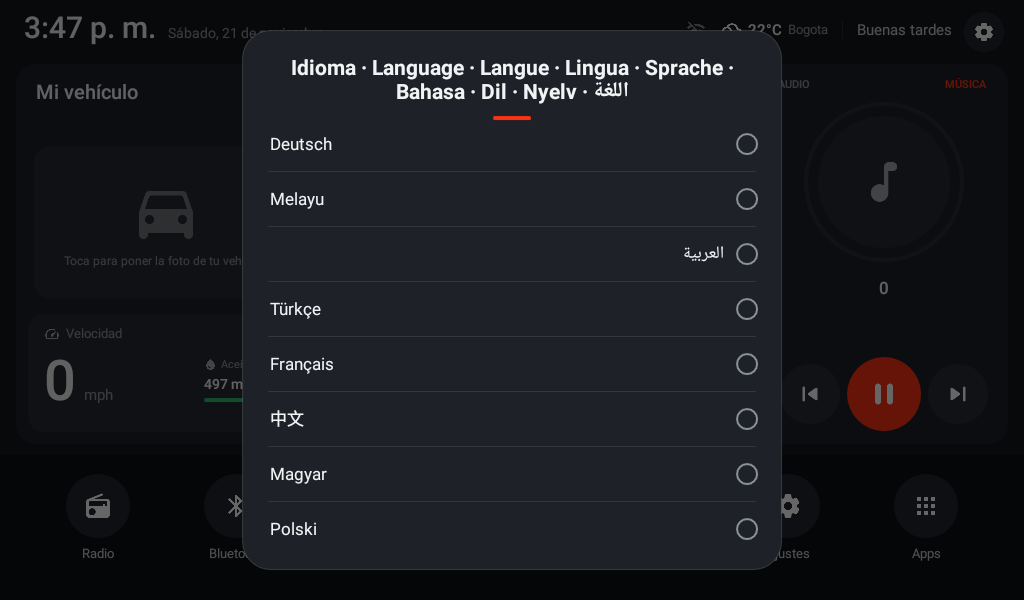 3:47 p. m.
Sábado, 21 de
22°C
Bogota
Buenas tardes
Idioma · Language · Langue · Lingua · Sprache ·
Bahasa · Dil · Nyelv · اللغة
Mi vehículo
Toca para poner la foto de tu veh
Velocidad
0 mph
Acel
497 m
Deutsch
Melayu
العربية
Türkçe
Français
中文
Magyar
Polski
AUDIO
MÚSICA
0
Radio
Blueto
justes
Apps